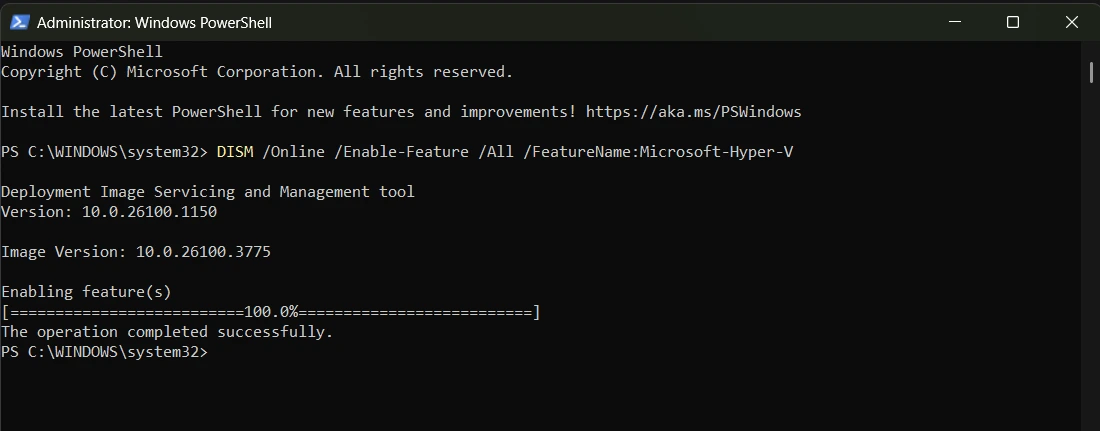 Administrator: Windows PowerShell
Windows PowerShell
Copyright (C) Microsoft Corporation. All rights reserved.
Install the latest PowerShell for new features and improvements! https://aka.ms/PSWindows
PS C:\WINDOWS\system32> DISM /Online /Enable-Feature /All /FeatureName:Microsoft-Hyper-V
Deployment Image Servicing and Management tool
Version: 10.0.26100.1150
Image Version: 10.0.26100.3775
Enabling feature(s)
[==========================100.0%==========================]
The operation completed successfully.
PS C:\WINDOWS\system32>